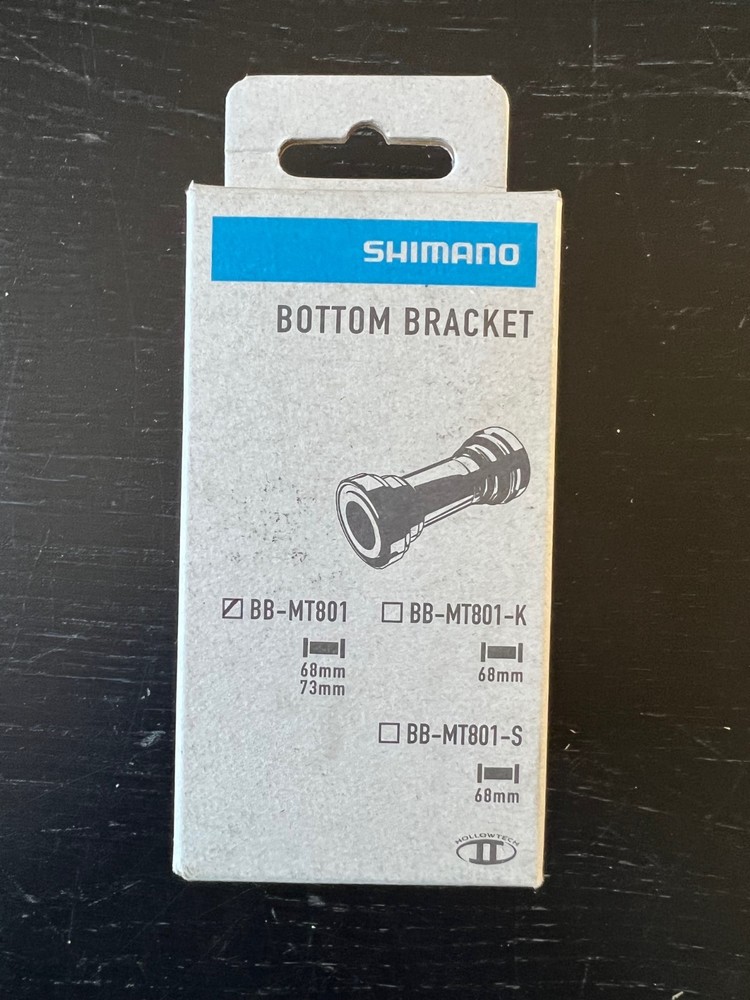 SHIMANO
BOTTOM BRACKET
BB-MT801
68mm
73mm
BB-MT801-K
68mm
BB-MT801-S
68mm
HOLLOWTECH
II